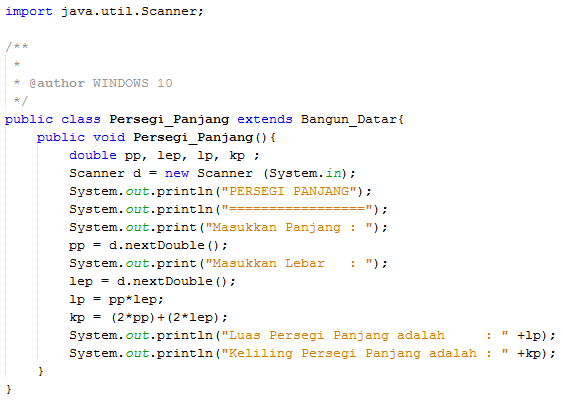 import java.util.Scanner;
/**
 *
 * @author WINDOWS 10
 */
public class Persegi_Panjang extends Bangun_Datar{
    public void Persegi_Panjang(){
        double pp, lep, lp, kp ;
        Scanner d = new Scanner (System.in);
        System.out.println("PERSEGI PANJANG");
        System.out.println("=================");
        System.out.print("Masukkan Panjang : ");
        pp = d.nextDouble();
        System.out.print("Masukkan Lebar   : ");
        lep = d.nextDouble();
        lp = pp*lep;
        kp = (2*pp)+(2*lep);
        System.out.println("Luas Persegi Panjang adalah     : " +lp);
        System.out.println("Keliling Persegi Panjang adalah : " +kp);
    }
}